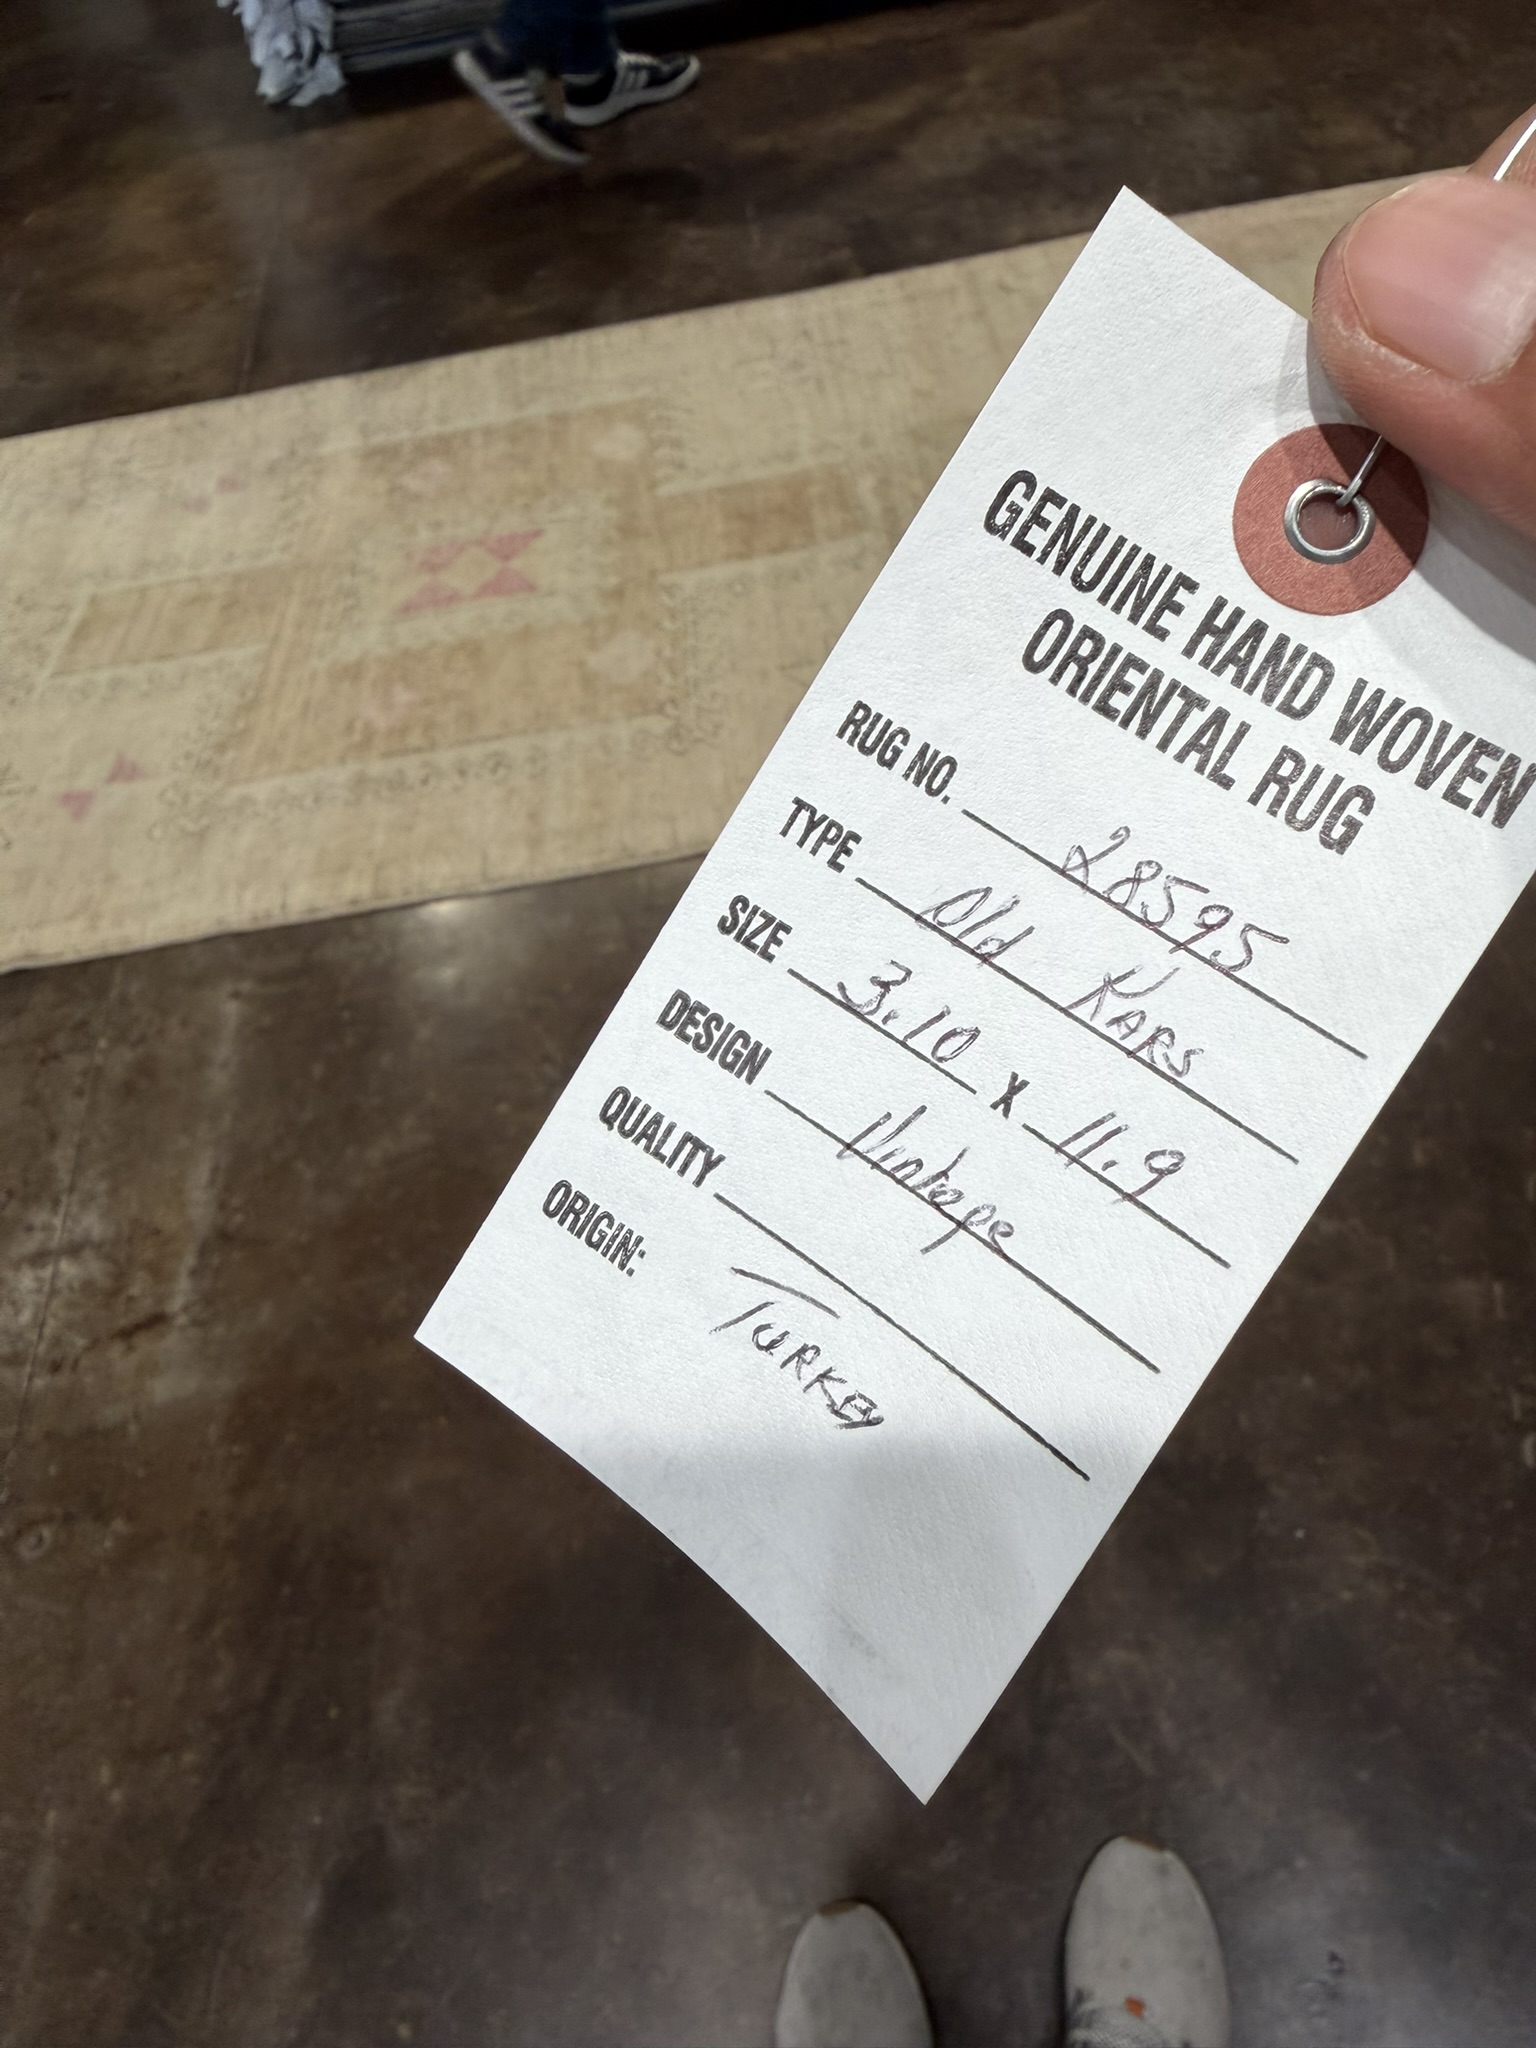 GENUINE HAND WOVEN
ORIENTAL RUG
RUG NO. 28595
TYPE Old KARS
SIZE 3.10 X 11.9
DESIGN Vintage
QUALITY
ORIGIN: TURKEY